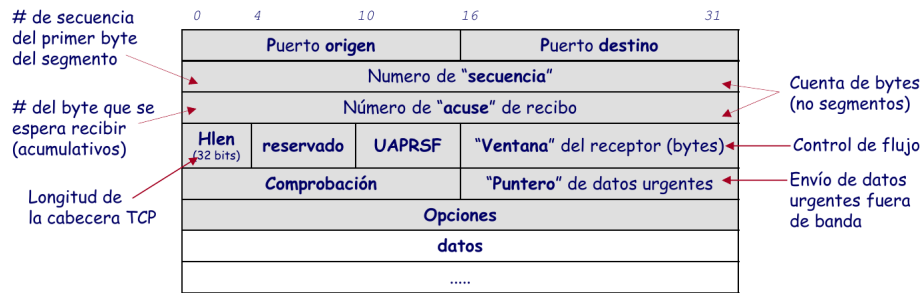 0 4 10 16 31
# de secuencia
del primer byte
del segmento
Puerto origen
Puerto destino
Numero de “secuencia”
Número de “acuse” de recibo
Cuenta de bytes
(no segmentos)
# del byte que se
espera recibir
(acumulativos)
Hlen
(32 bits)
reservado
UAPRSF
“Ventana” del receptor (bytes)
Control de flujo
Longitud de
la cabecera TCP
Comprobación
“Puntero” de datos urgentes
Envío de datos
urgentes fuera
de banda
Opciones
datos
.....